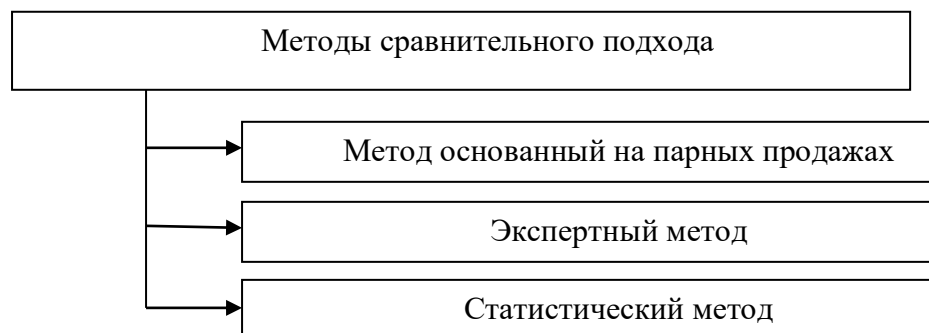 Методы сравнительного подхода
Метод основанный на парных продажах
Экспертный метод
Статистический метод